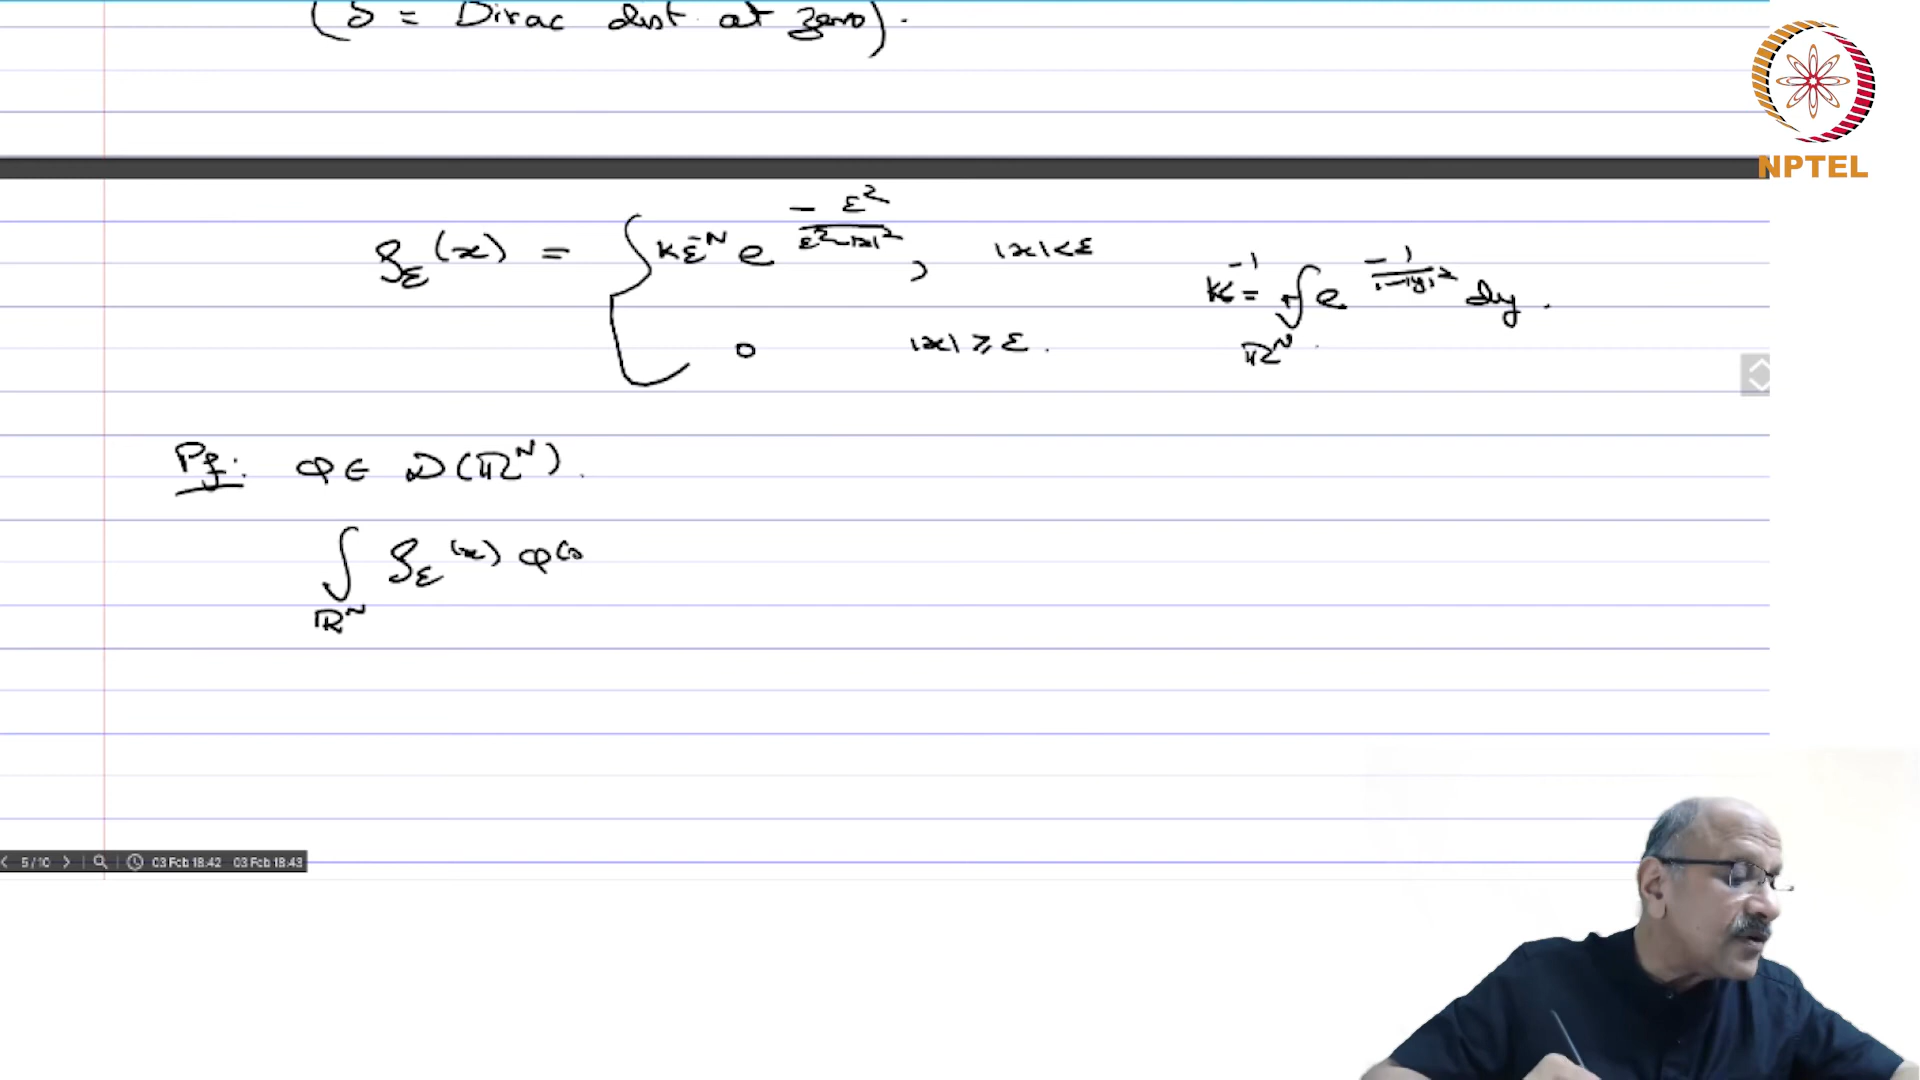 (δ = Dirac dist. at zero).
NPTEL
ρ_ε(x) = { kε^{-N} e^{-ε²/(ε²-|x|²)}, |x|<ε
k^{-1} = ∫_{ℝ^N} e^{-1/(1-|y|²)} dy.
0 |x| ≥ ε.
Pf: φ ∈ D(ℝ^N).
∫_{ℝ^N} ρ_ε(x) φ(
5/10 03 Feb 18.42 03 Feb 18.43